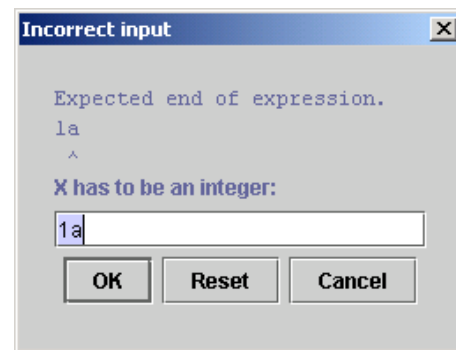 Incorrect input
Expected end of expression.
1a
^
X has to be an integer:
1a
OK Reset Cancel